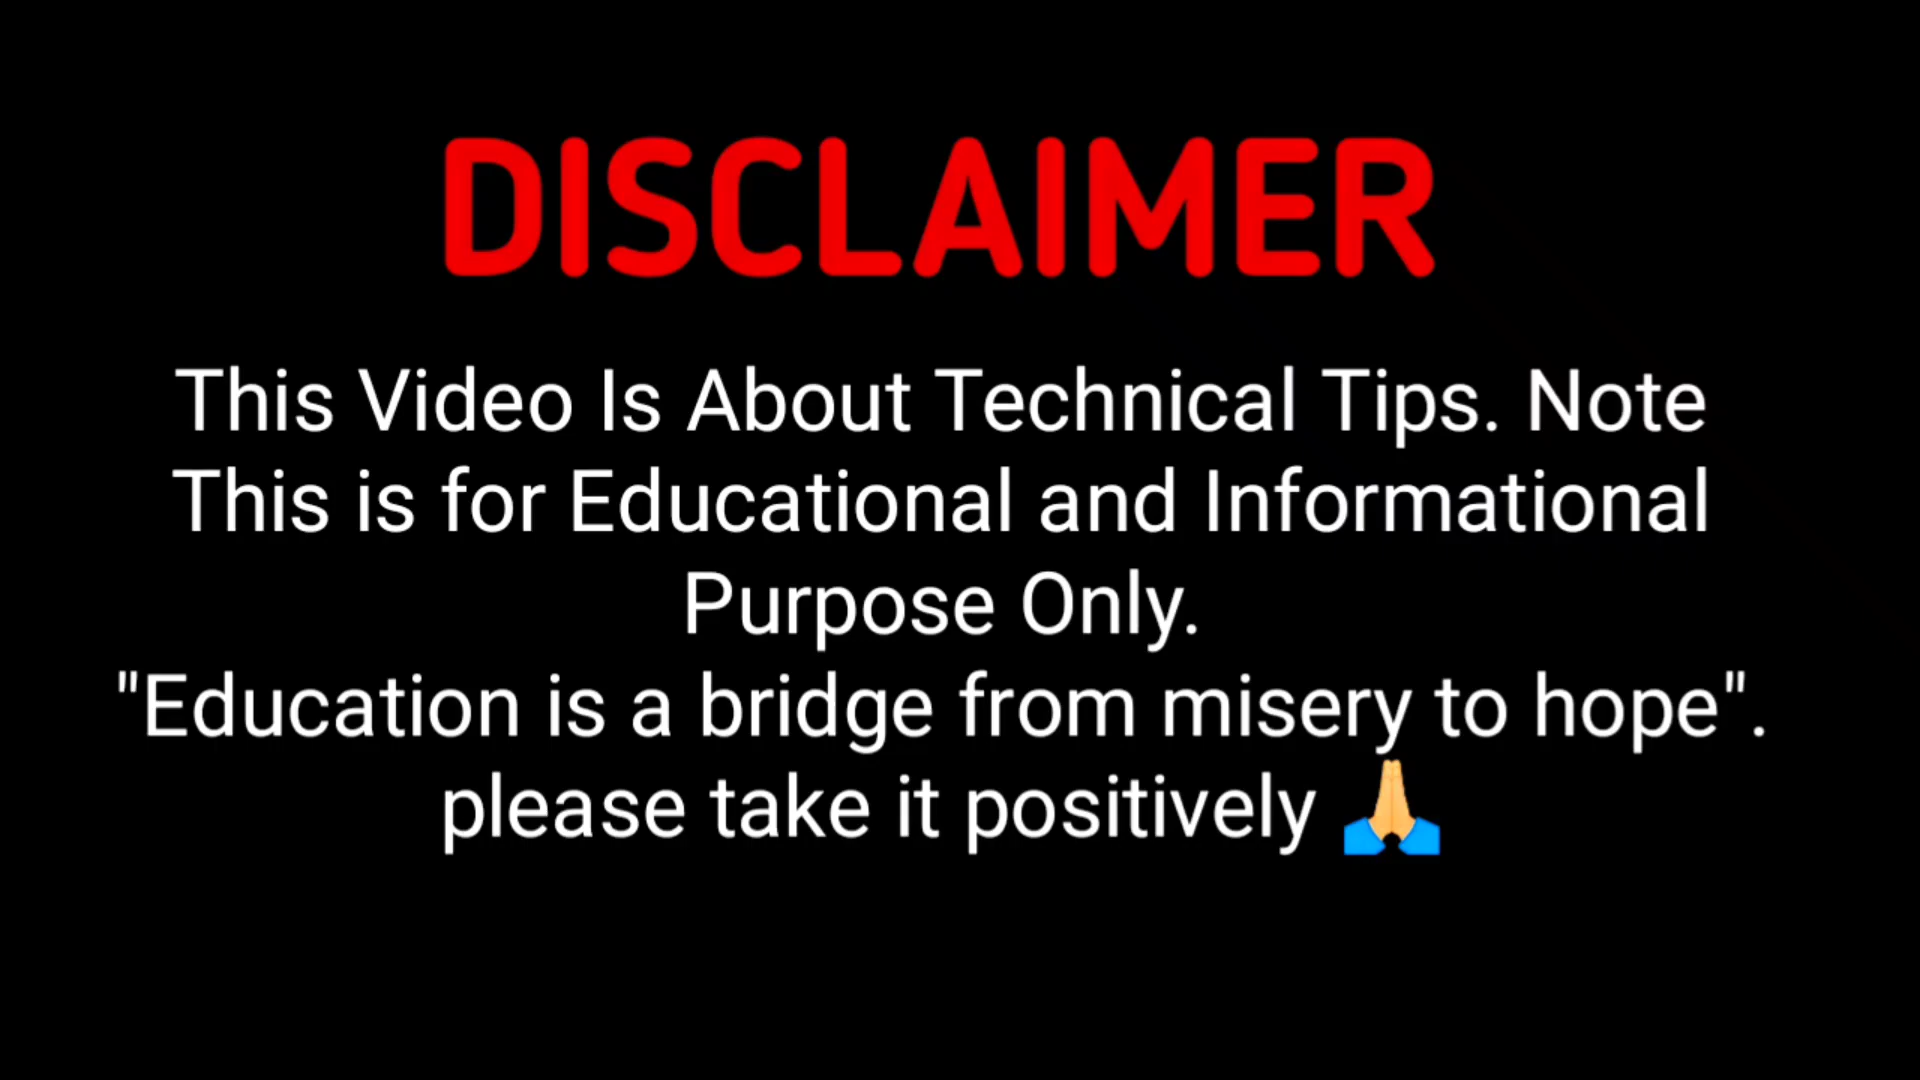 DISCLAIMER
This Video Is About Technical Tips. Note
This is for Educational and Informational
Purpose Only.
"Education is a bridge from misery to hope".
please take it positively 🙏